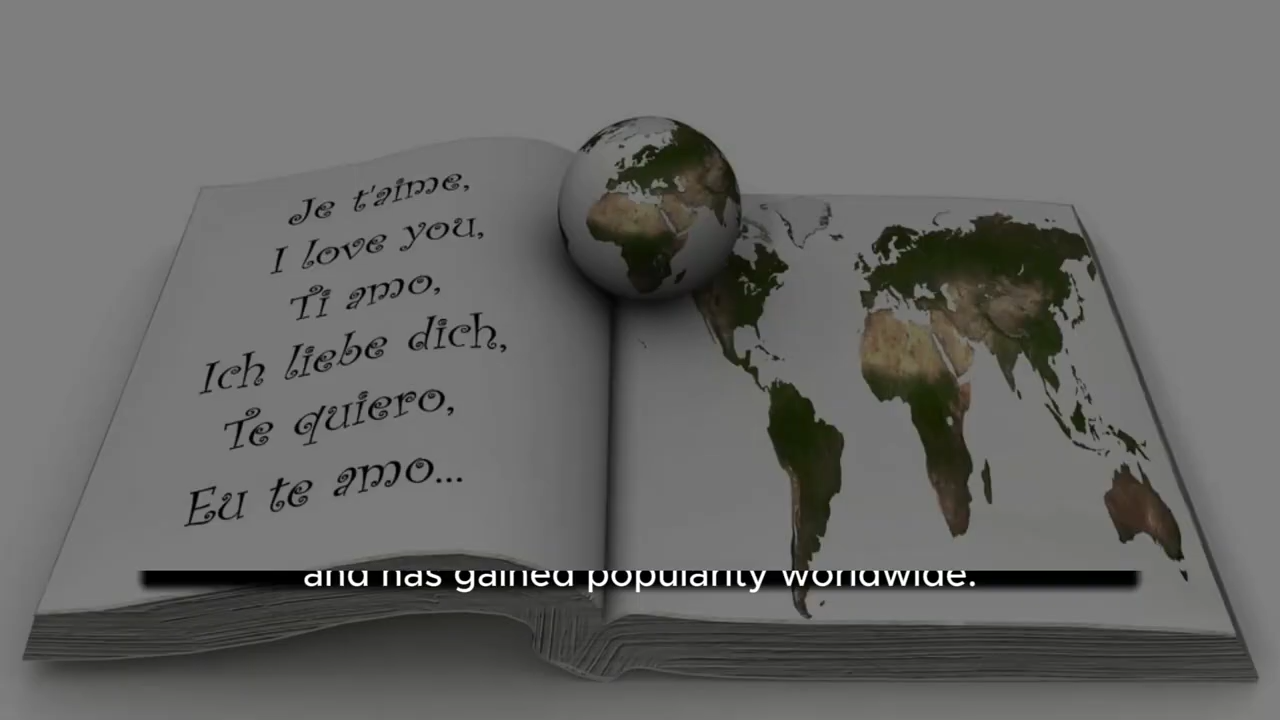 Je t'aime,
I love you,
Ti amo,
Ich liebe dich,
Te quiero,
Eu te amo...
and has gained popularity worldwide.